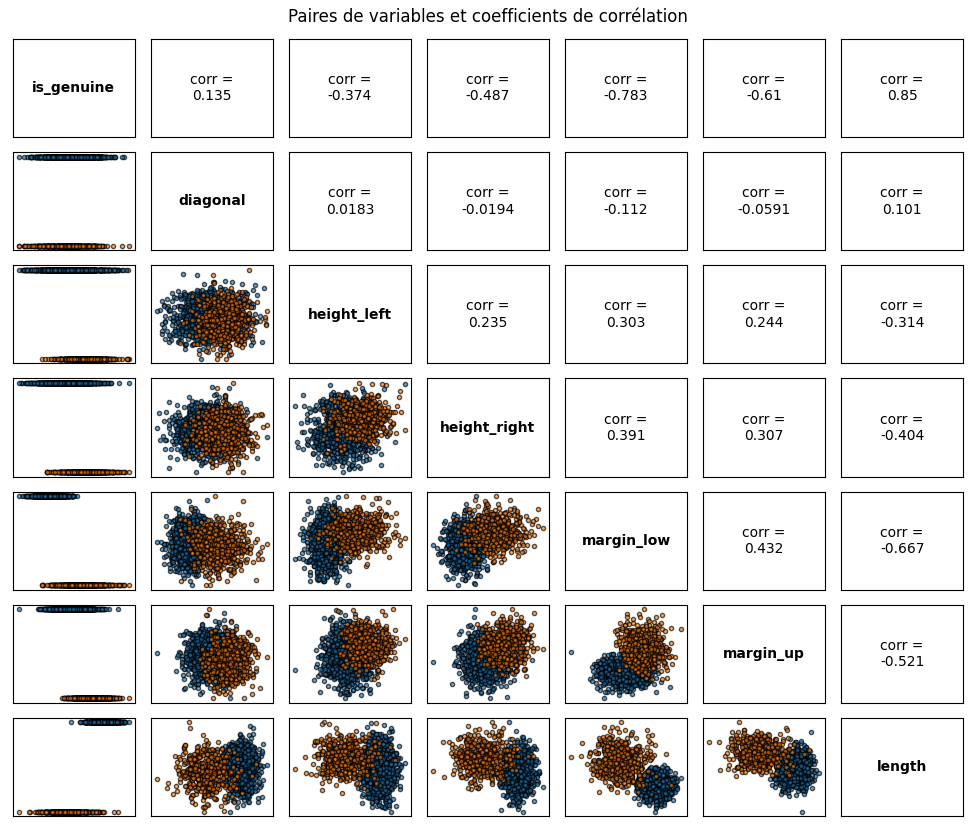 Paires de variables et coefficients de corrélation
is_genuine
corr =
0.135
corr =
-0.374
corr =
-0.487
corr =
-0.783
corr =
-0.61
corr =
0.85
diagonal
corr =
0.0183
corr =
-0.0194
corr =
-0.112
corr =
-0.0591
corr =
0.101
height_left
corr =
0.235
corr =
0.303
corr =
0.244
corr =
-0.314
height_right
corr =
0.391
corr =
0.307
corr =
-0.404
margin_low
corr =
0.432
corr =
-0.667
margin_up
corr =
-0.521
length